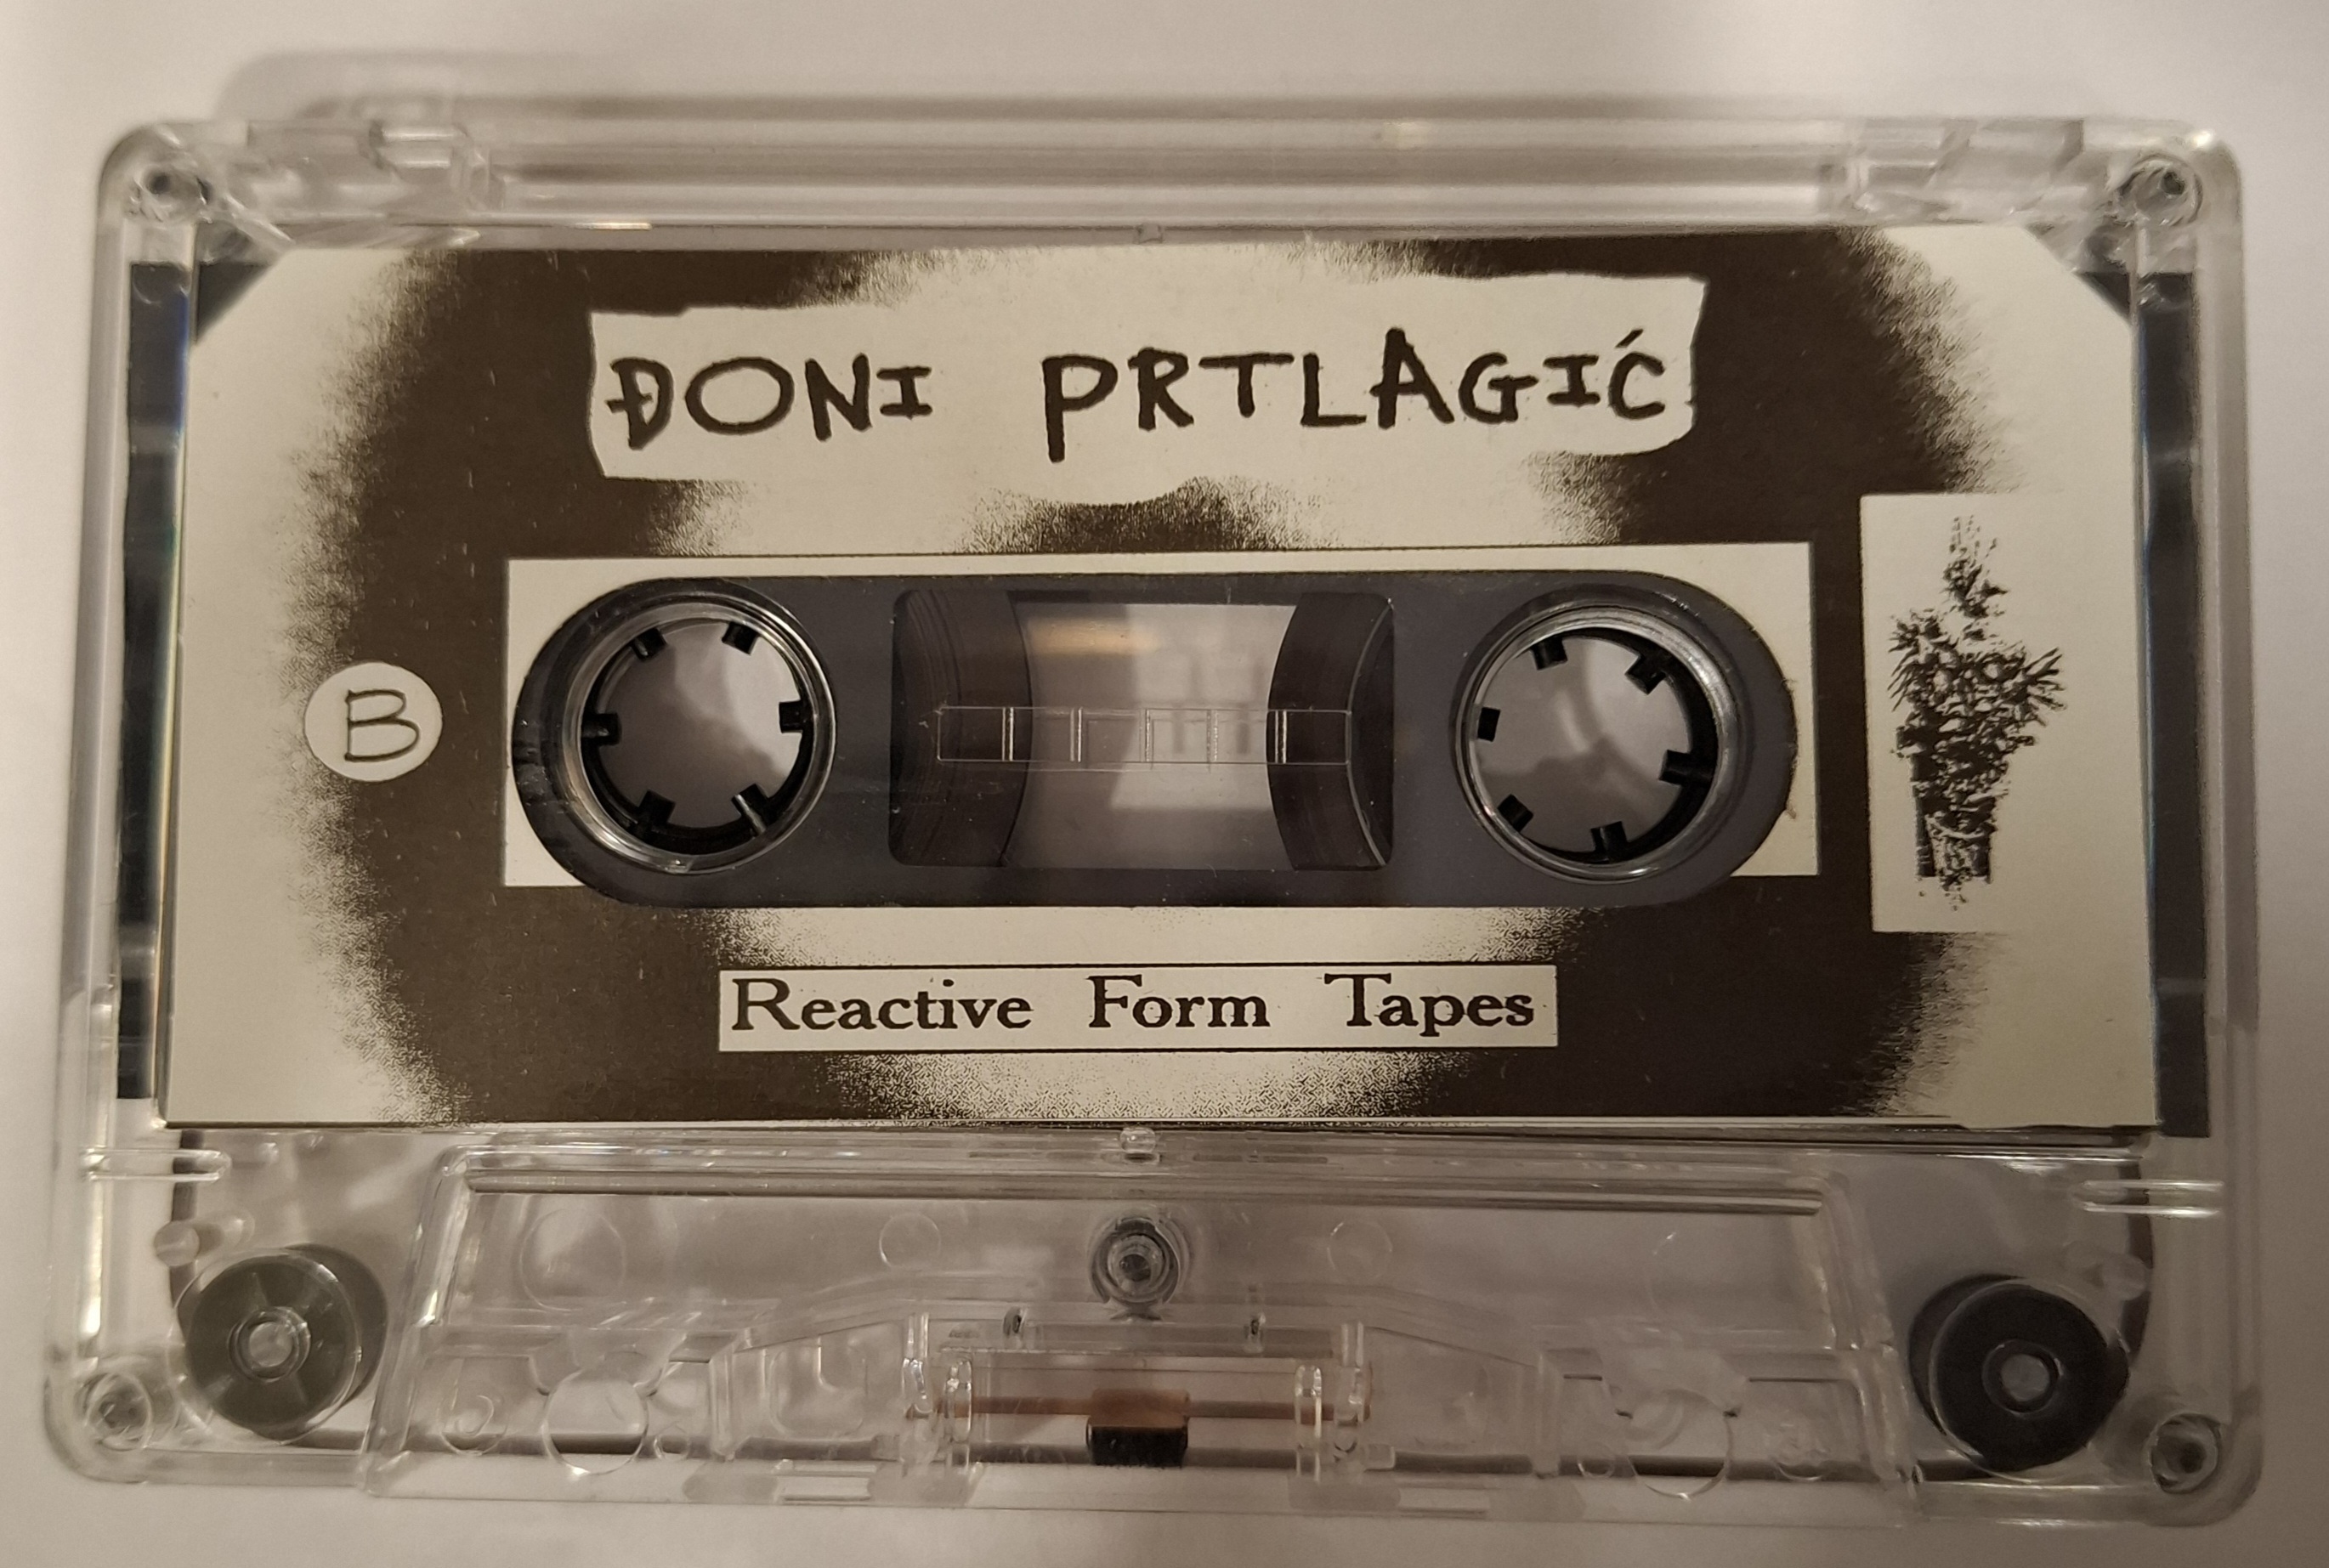 ĐONI PRTLAGIĆ
B
Reactive Form Tapes